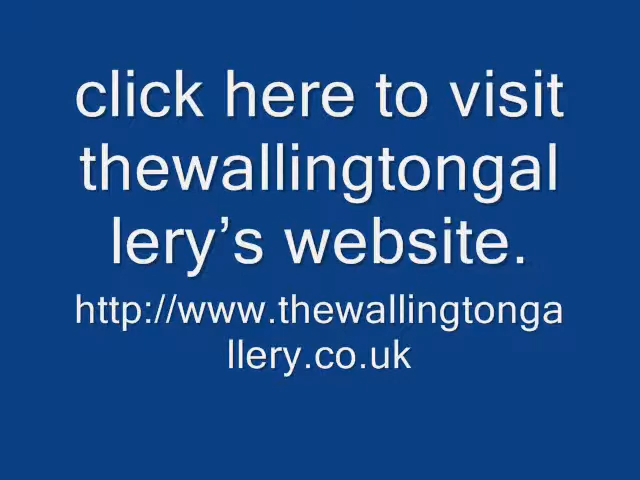 click here to visit
thewallingtongal
lery’s website.
http://www.thewallingtonga
llery.co.uk